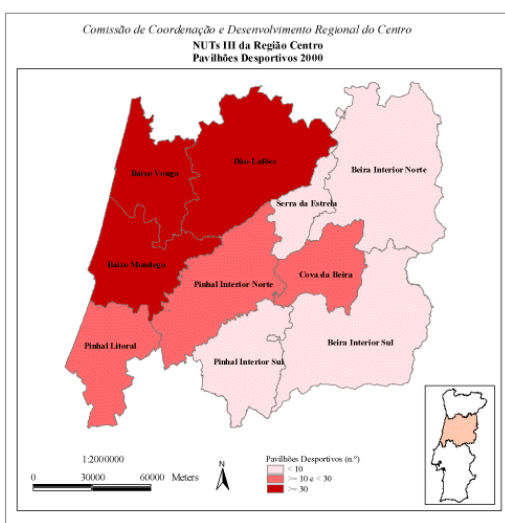 Comissão de Coordenação e Desenvolvimento Regional do Centro
NUTs III da Região Centro
Pavilhões Desportivos 2000
Baixo Vouga
Dão-Lafões
Beira Interior Norte
Serra da Estrela
Baixo Mondego
Cova da Beira
Pinhal Interior Norte
Pinhal Litoral
Beira Interior Sul
Pinhal Interior Sul
1:2000000
0 30000 60000 Meters
N
Pavilhões Desportivos (n.º)
< 10
>= 10 e < 30
>= 30